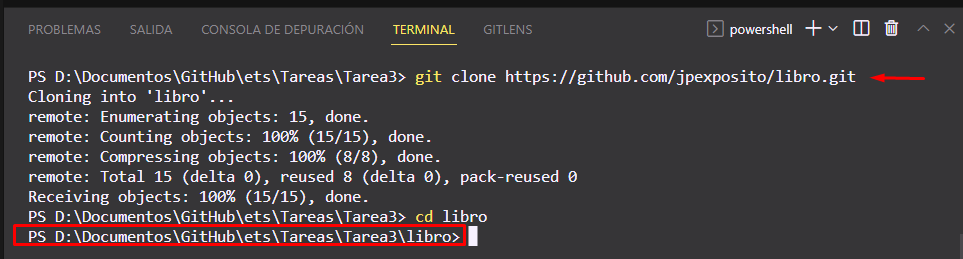 PROBLEMAS SALIDA CONSOLA DE DEPURACIÓN TERMINAL GITLENS powershell
PS D:\Documentos\GitHub\ets\Tareas\Tarea3> git clone https://github.com/jpexposito/libro.git
Cloning into 'libro'...
remote: Enumerating objects: 15, done.
remote: Counting objects: 100% (15/15), done.
remote: Compressing objects: 100% (8/8), done.
remote: Total 15 (delta 0), reused 8 (delta 0), pack-reused 0
Receiving objects: 100% (15/15), done.
PS D:\Documentos\GitHub\ets\Tareas\Tarea3> cd libro
PS D:\Documentos\GitHub\ets\Tareas\Tarea3\libro>